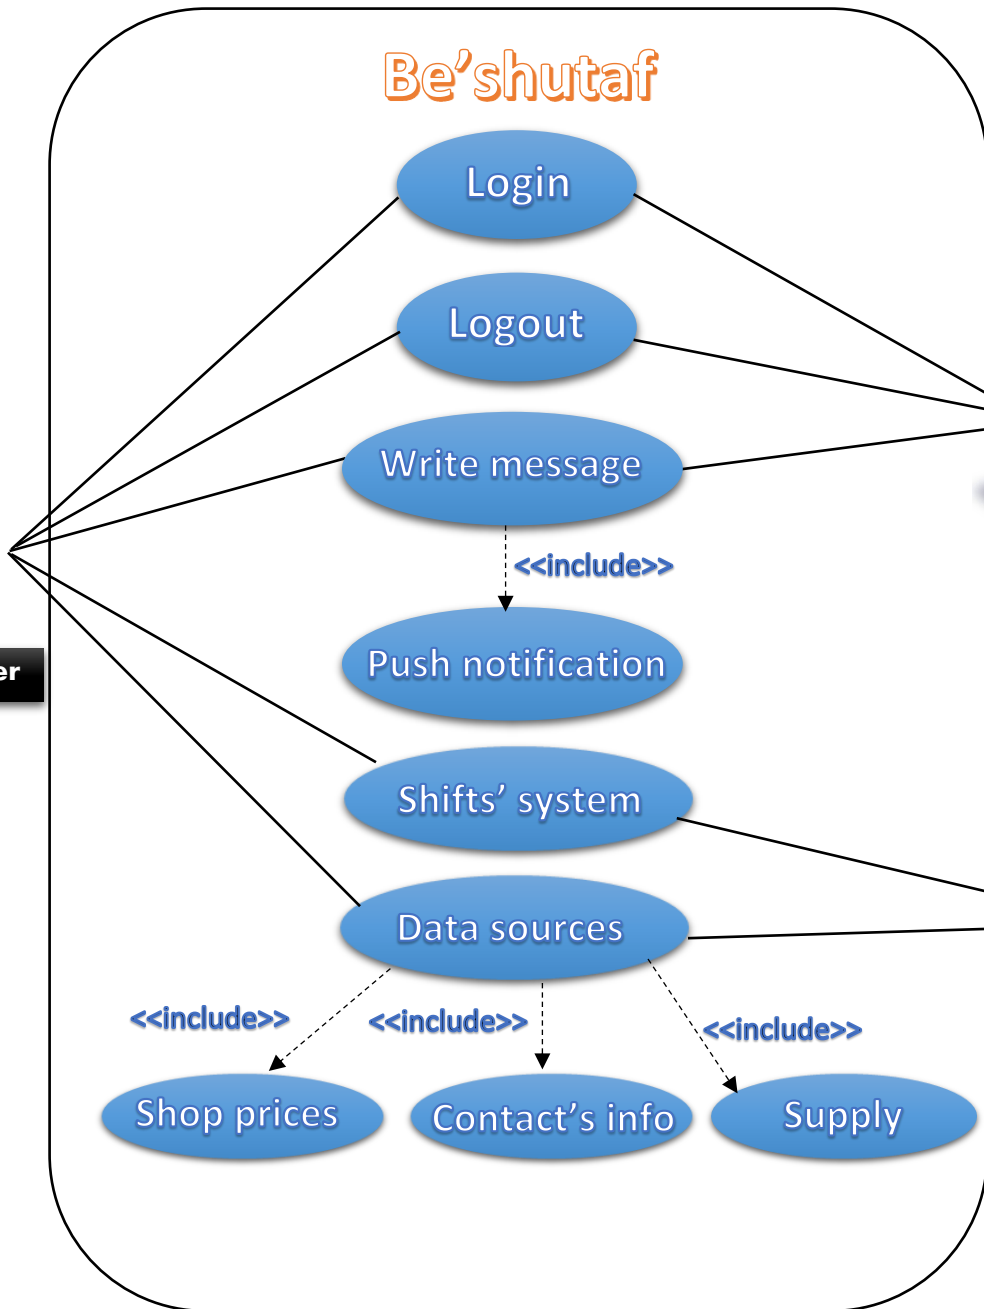 Be’shutaf
Login
Logout
Write message
<<include>>
Push notification
er
Shifts’ system
Data sources
<<include>>
<<include>>
<<include>>
Shop prices
Contact’s info
Supply